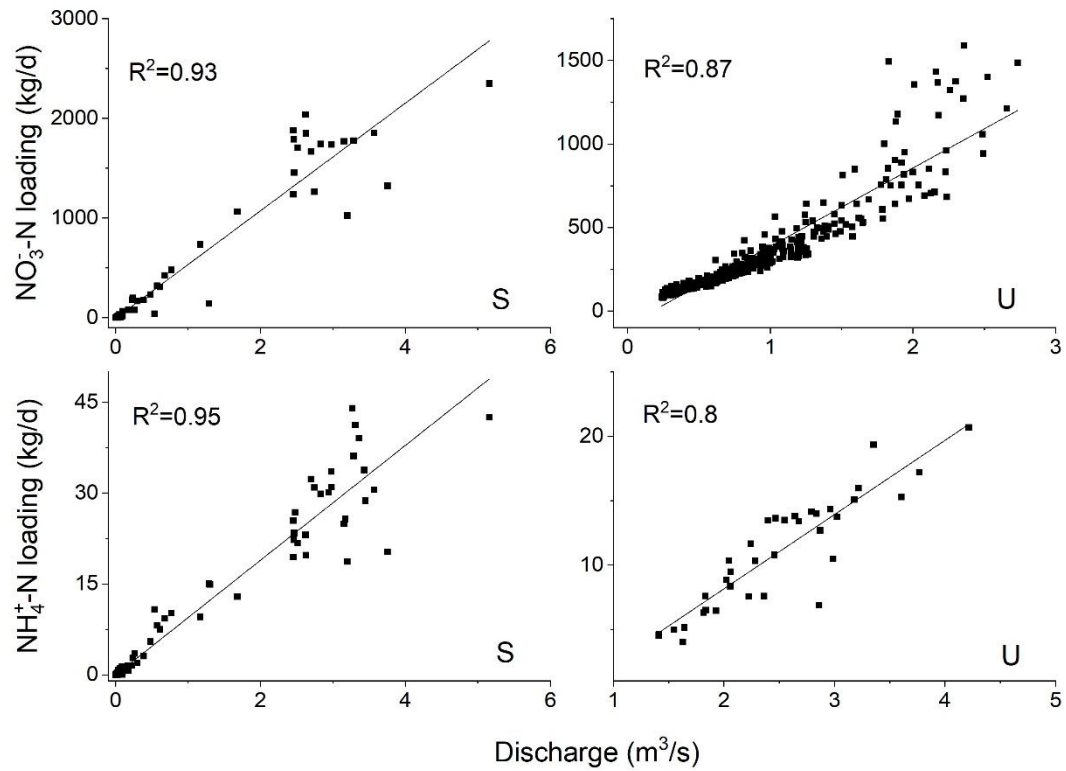 NO₃⁻-N loading (kg/d)
3000
2000
1000
0
R²=0.93
S
0
2
4
6
1500
1000
500
0
R²=0.87
U
0
1
2
3
NH₄⁺-N loading (kg/d)
45
30
15
0
R²=0.95
S
0
2
4
6
20
10
R²=0.8
U
1
2
3
4
5
Discharge (m³/s)